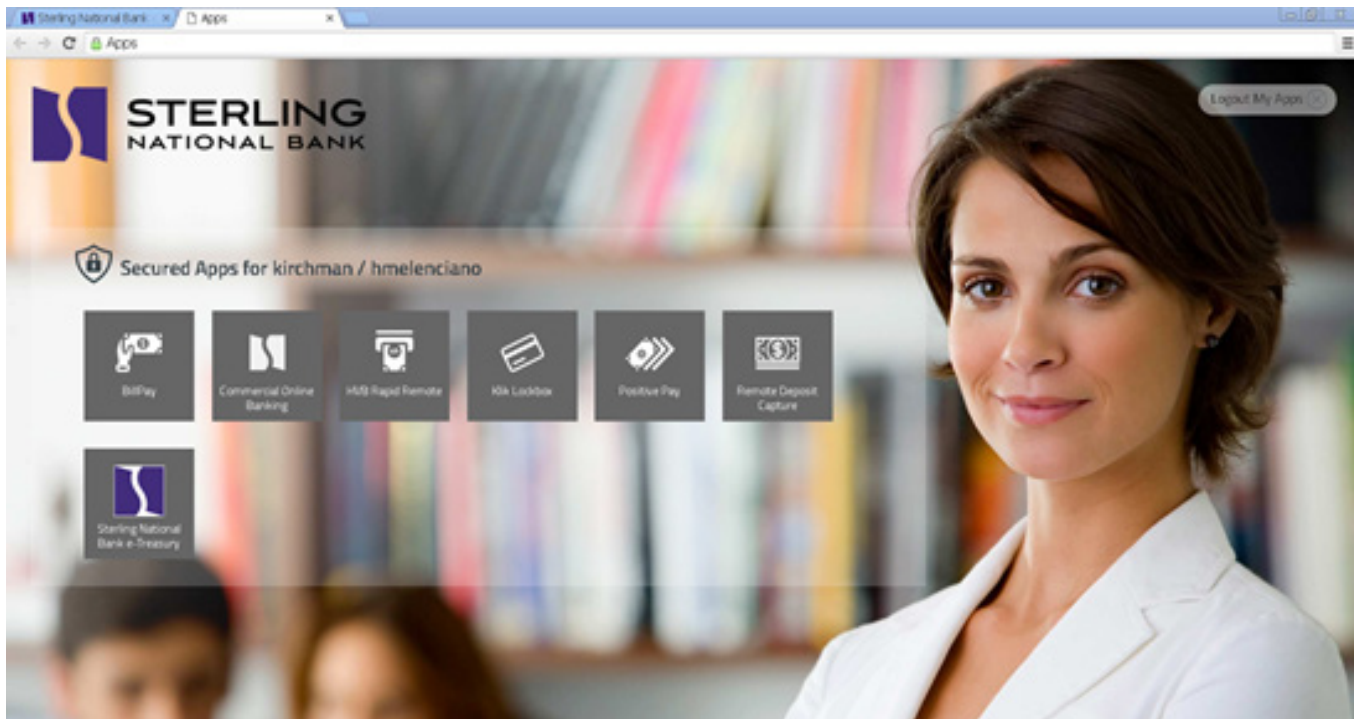 Sterling National Bank
Apps
Apps
STERLING
NATIONAL BANK
Logout My Apps
Secured Apps for kirchman / hmelenciano
BillPay
Commercial Online
Banking
HVB Rapid Remote
Klik Lockbox
Positive Pay
Remote Deposit
Capture
Sterling National
Bank e-Treasury